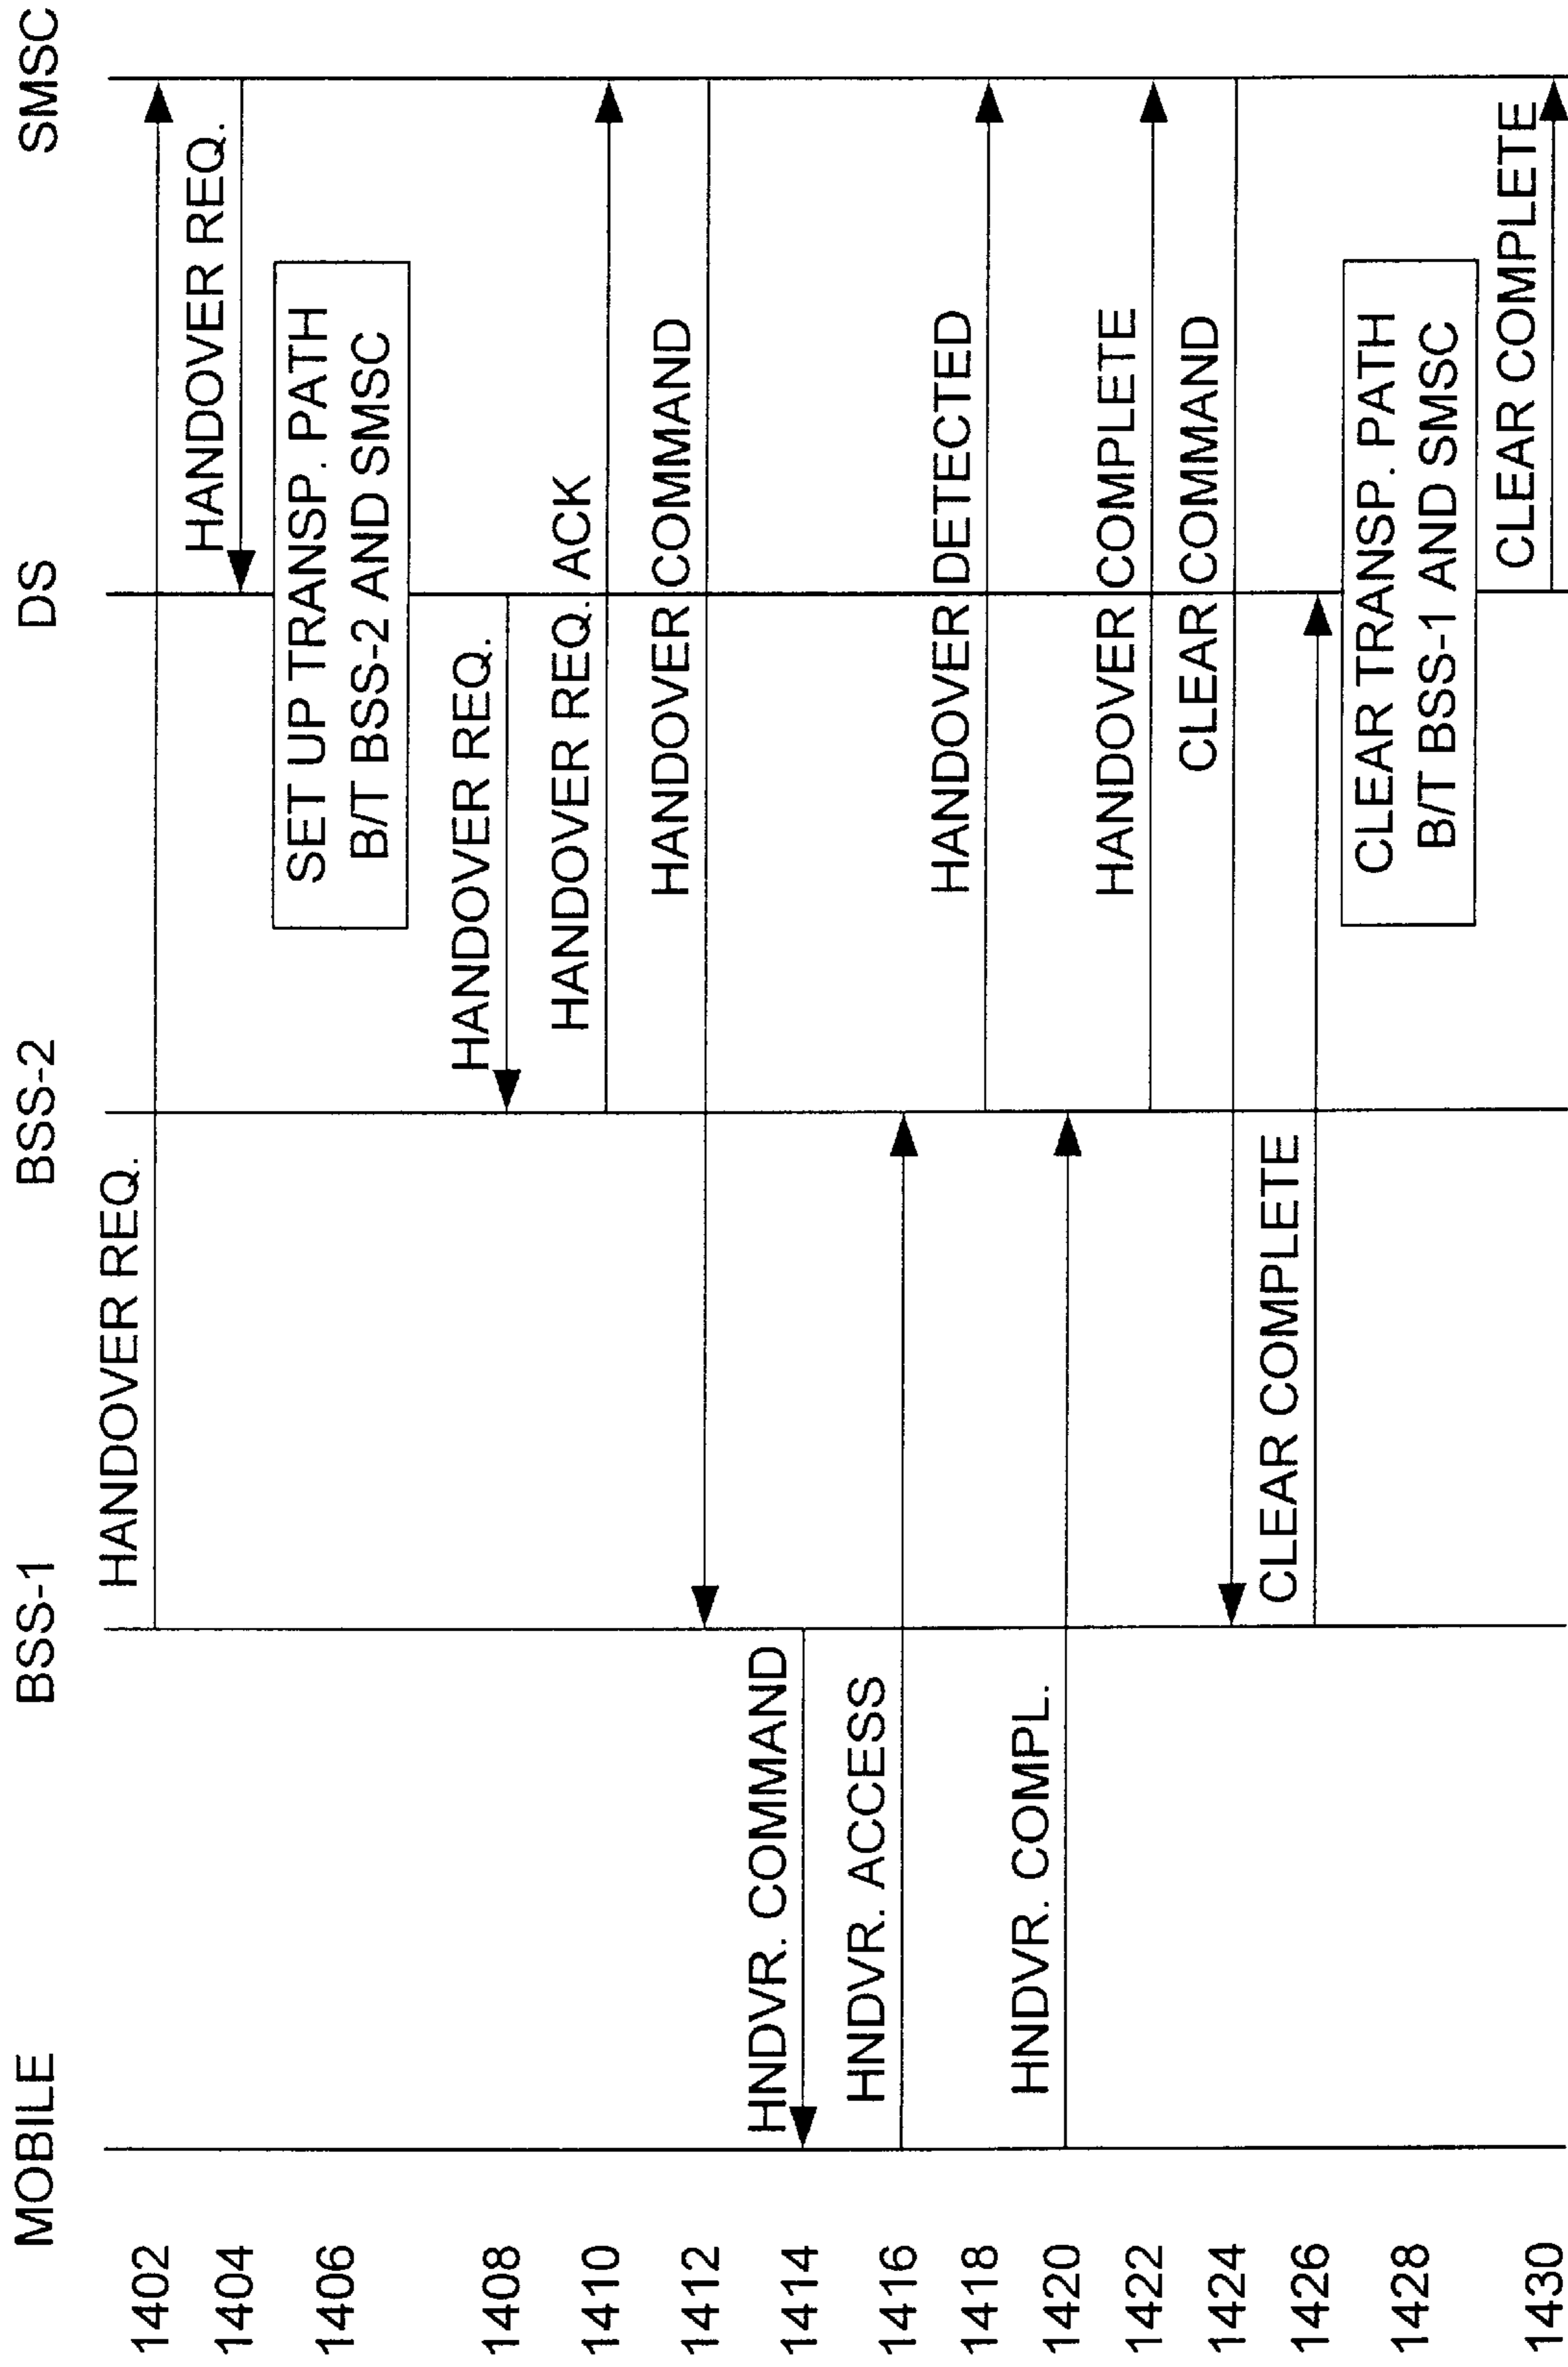 MOBILE
BSS-1
BSS-2
DS
SMSC
1402
HANDOVER REQ.
1404
HANDOVER REQ.
1406
SET UP TRANSP. PATH
B/T BSS-2 AND SMSC
1408
HANDOVER REQ.
1410
HANDOVER REQ. ACK
1412
HANDOVER COMMAND
1414
HNDVR. COMMAND
1416
HNDVR. ACCESS
1418
HANDOVER DETECTED
1420
HNDVR. COMPL.
1422
HANDOVER COMPLETE
1424
CLEAR COMMAND
1426
CLEAR COMPLETE
1428
CLEAR TRANSP. PATH
B/T BSS-1 AND SMSC
1430
CLEAR COMPLETE